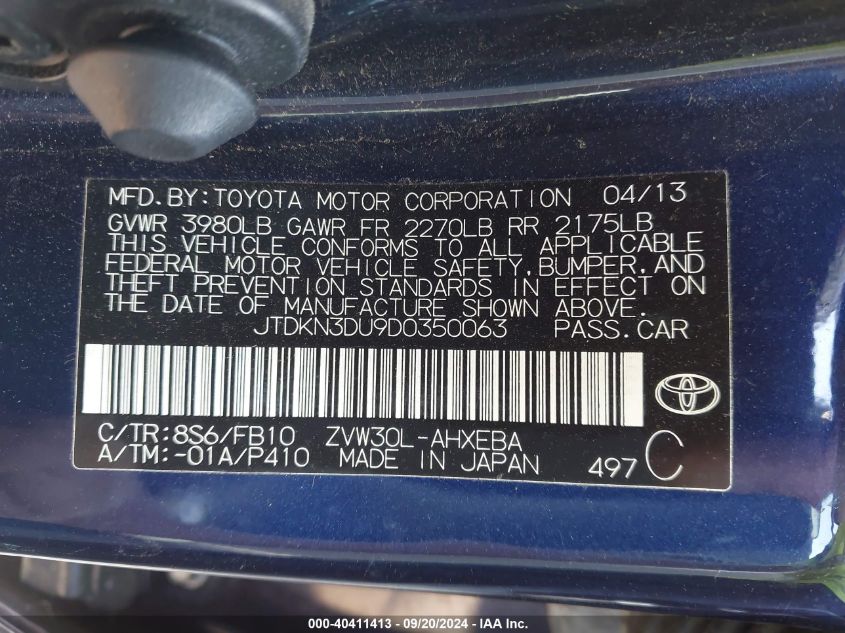 MFD.BY:TOYOTA MOTOR CORPORATION 04/13
GVWR 3980LB GAWR FR 2270LB RR 2175LB
THIS VEHICLE CONFORMS TO ALL APPLICABLE
FEDERAL MOTOR VEHICLE SAFETY,BUMPER,AND
THEFT PREVENTION STANDARDS IN EFFECT ON
THE DATE OF MANUFACTURE SHOWN ABOVE.
JTDKN3DU9D0350063 PASS.CAR
C/TR:8S6/FB10 ZVW30L-AHXEBA
A/TM:-01A/P410 MADE IN JAPAN 497 C
000-40411413 - 09/20/2024 - IAA Inc.